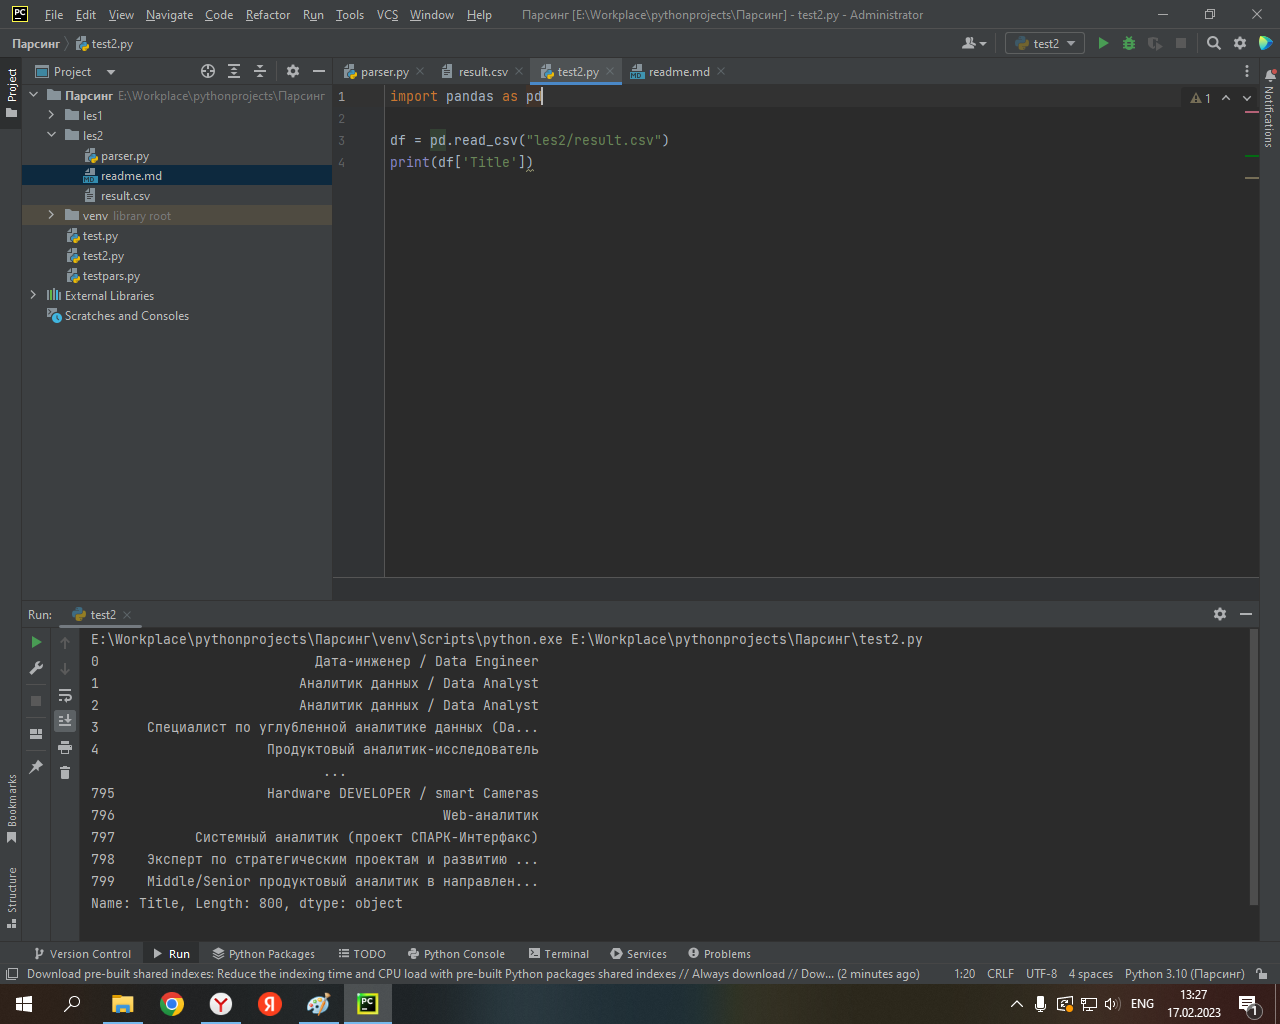 PC File Edit View Navigate Code Refactor Run Tools VCS Window Help Парсинг [E:\Workplace\pythonprojects\Парсинг] - test2.py - Administrator
Парсинг test2.py test2
Project parser.py result.csv test2.py readme.md
Project
Notifications
Парсинг E:\Workplace\pythonprojects\Парсинг
les1
les2
parser.py
readme.md
result.csv
venv library root
test.py
test2.py
testpars.py
External Libraries
Scratches and Consoles
1 import pandas as pd
1
2
3 df = pd.read_csv("les2/result.csv")
4 print(df['Title'])
Run: test2
E:\Workplace\pythonprojects\Парсинг\venv\Scripts\python.exe E:\Workplace\pythonprojects\Парсинг\test2.py
0 Дата-инженер / Data Engineer
1 Аналитик данных / Data Analyst
2 Аналитик данных / Data Analyst
3 Специалист по углубленной аналитике данных (Da...
4 Продуктовый аналитик-исследователь
...
795 Hardware DEVELOPER / smart Cameras
796 Web-аналитик
797 Системный аналитик (проект СПАРК-Интерфакс)
798 Эксперт по стратегическим проектам и развитию ...
799 Middle/Senior продуктовый аналитик в направлен...
Name: Title, Length: 800, dtype: object
Bookmarks
Structure
Version Control Run Python Packages TODO Python Console Terminal Services Problems
Download pre-built shared indexes: Reduce the indexing time and CPU load with pre-built Python packages shared indexes // Always download // Dow... (2 minutes ago) 1:20 CRLF UTF-8 4 spaces Python 3.10 (Парсинг)
Y Я PC ENG 13:27
17.02.2023 1